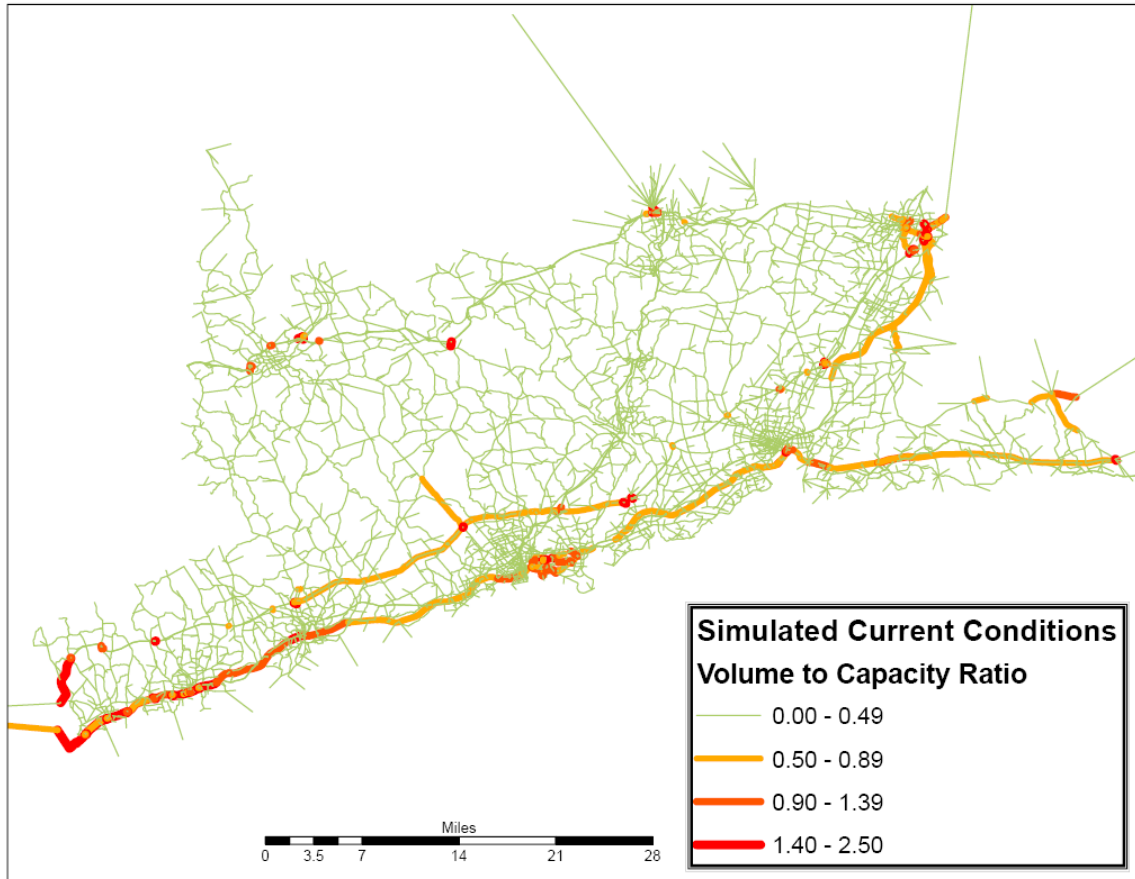 Simulated Current Conditions
Volume to Capacity Ratio
0.00 - 0.49
0.50 - 0.89
0.90 - 1.39
1.40 - 2.50
Miles
0 3.5 7 14 21 28